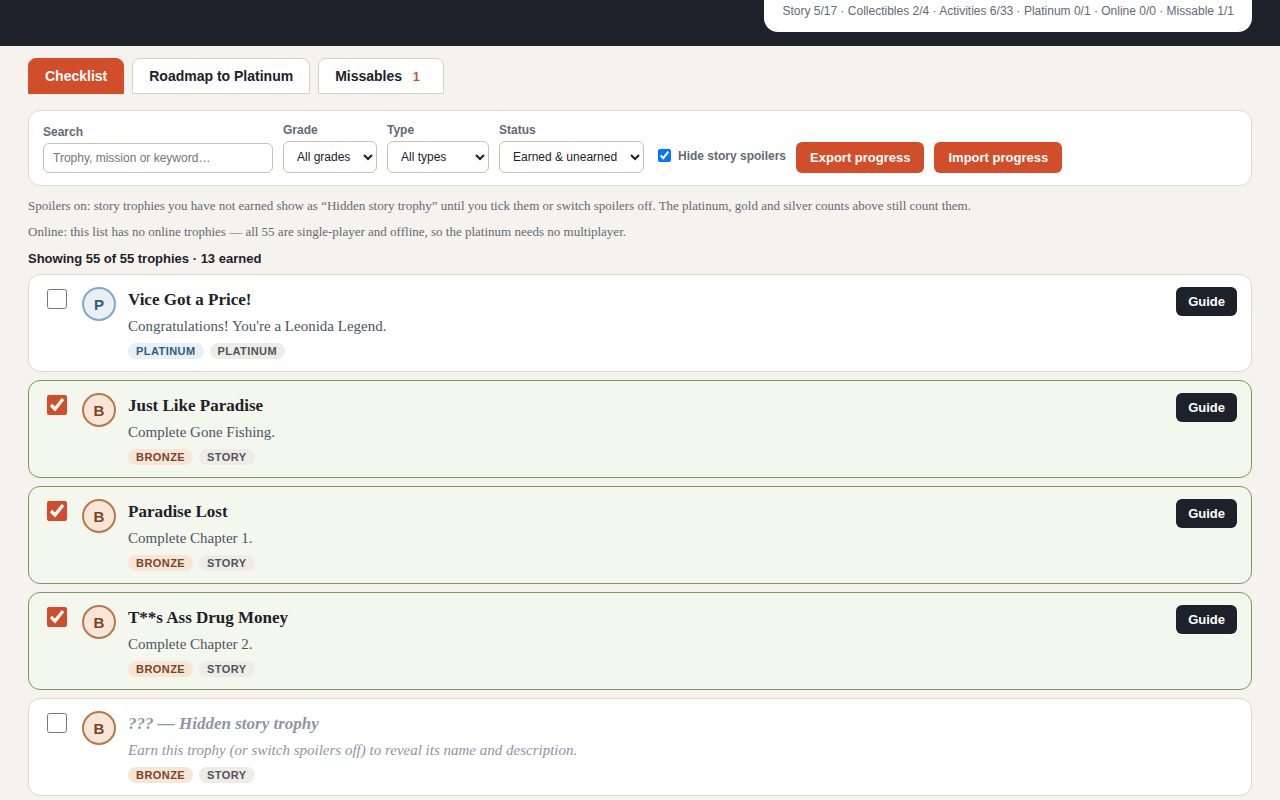 Story 5/17 · Collectibles 2/4 · Activities 6/33 · Platinum 0/1 · Online 0/0 · Missable 1/1
Checklist
Roadmap to Platinum
Missables 1
Search
Grade
Type
Status
Trophy, mission or keyword…
All grades
All types
Earned & unearned
Hide story spoilers
Export progress
Import progress
Spoilers on: story trophies you have not earned show as “Hidden story trophy” until you tick them or switch spoilers off. The platinum, gold and silver counts above still count them.
Online: this list has no online trophies — all 55 are single-player and offline, so the platinum needs no multiplayer.
Showing 55 of 55 trophies · 13 earned
P
Vice Got a Price!
Guide
Congratulations! You're a Leonida Legend.
PLATINUM PLATINUM
B
Just Like Paradise
Guide
Complete Gone Fishing.
BRONZE STORY
B
Paradise Lost
Guide
Complete Chapter 1.
BRONZE STORY
B
T**s Ass Drug Money
Guide
Complete Chapter 2.
BRONZE STORY
B
??? — Hidden story trophy
Earn this trophy (or switch spoilers off) to reveal its name and description.
BRONZE STORY